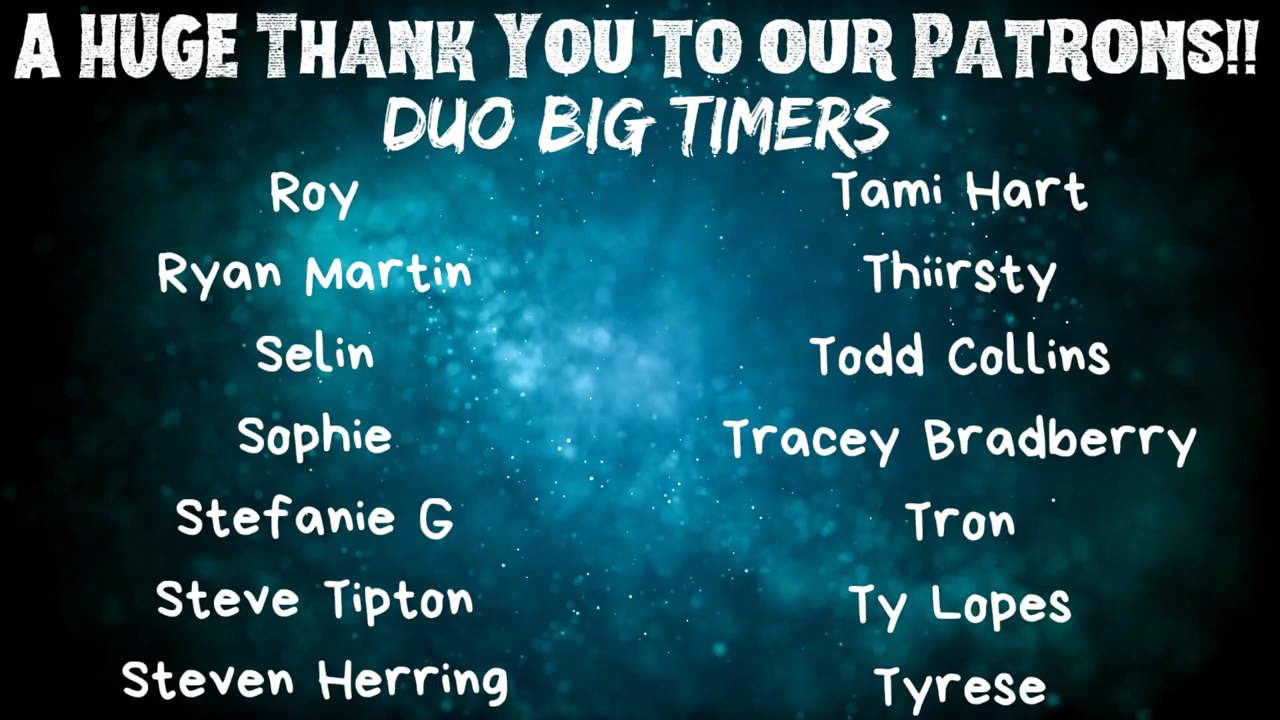 A HUGE THANK YOU TO OUR PATRONS!!
DUO BIG TIMERS
Roy
Ryan Martin
Selin
Sophie
Stefanie G
Steve Tipton
Steven Herring
Tami Hart
Thiirsty
Todd Collins
Tracey Bradberry
Tron
Ty Lopes
Tyrese